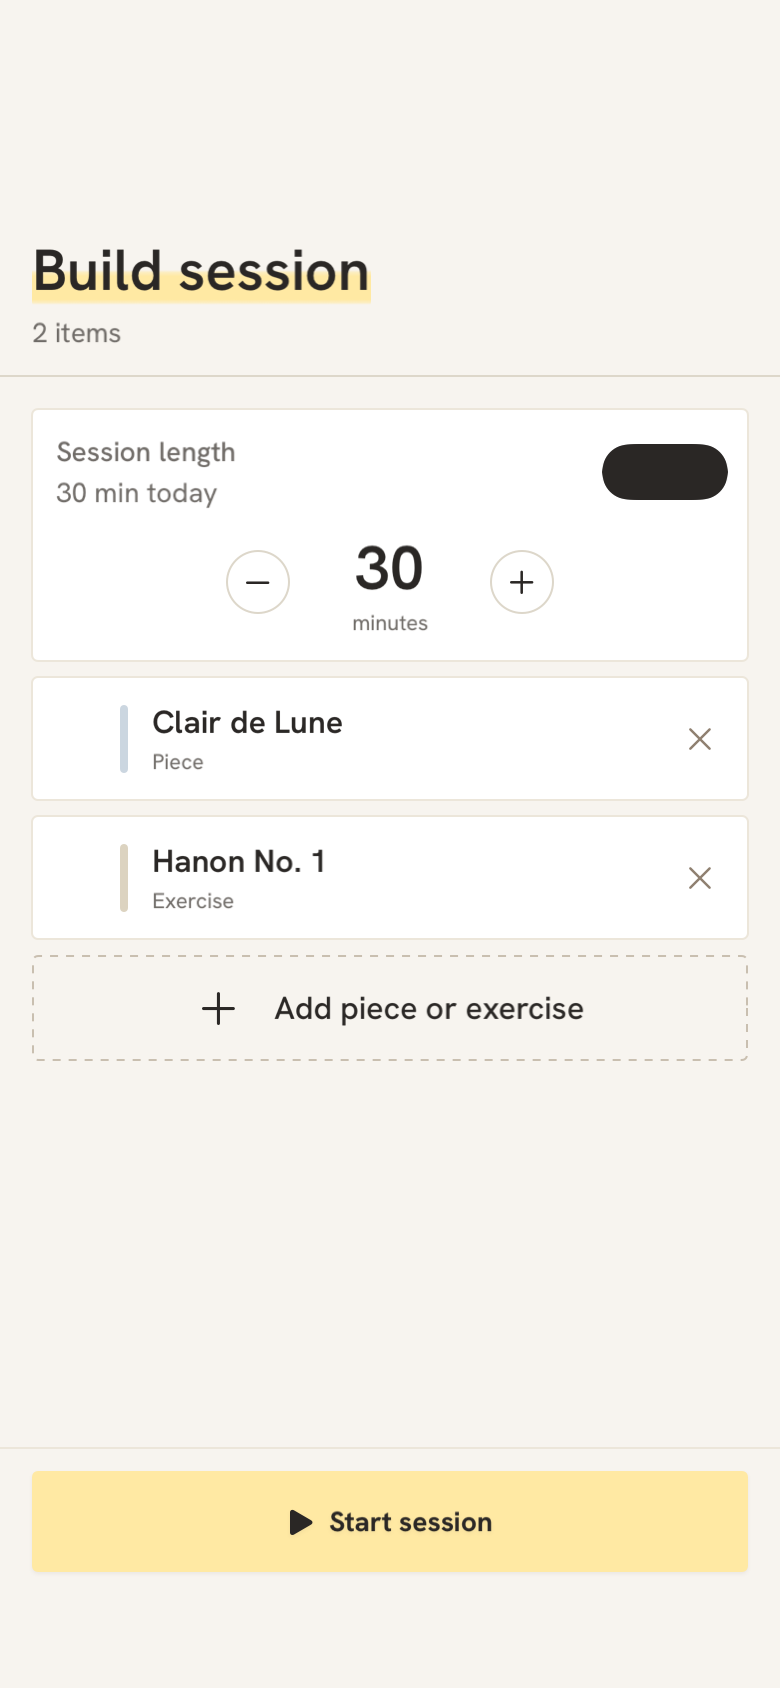 Build session
2 items
Session length
30 min today
30
minutes
Clair de Lune
Piece
Hanon No. 1
Exercise
Add piece or exercise
Start session